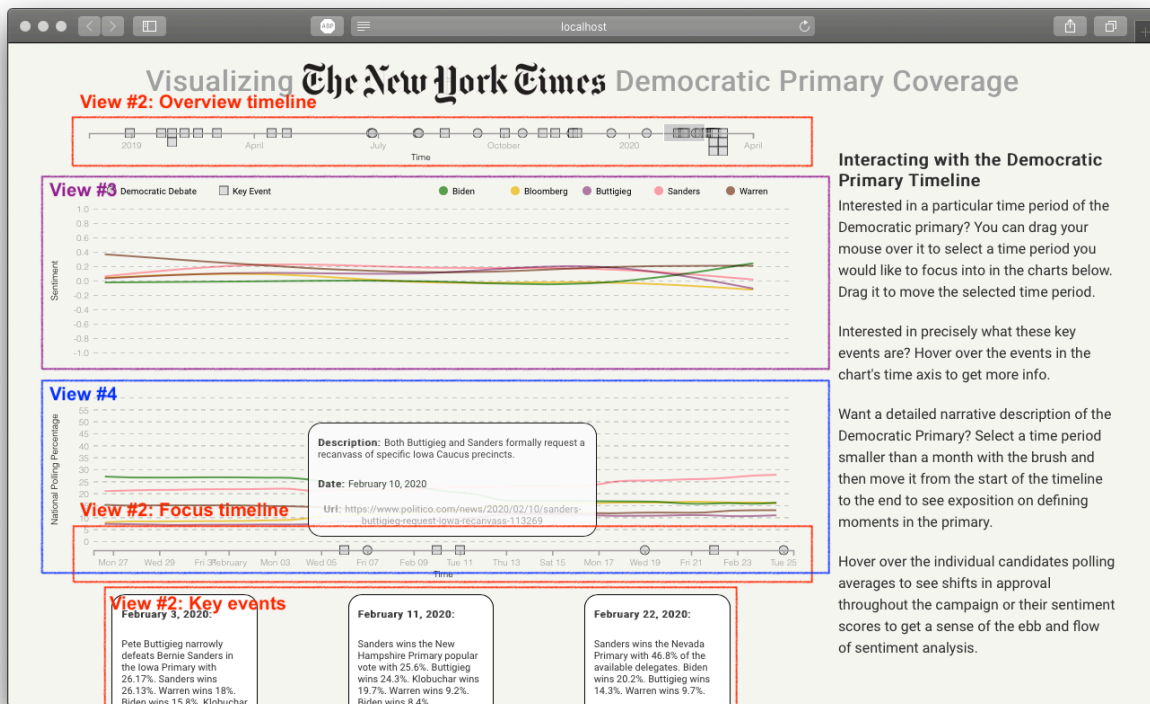 localhost
ABP
Visualizing The New York Times Democratic Primary Coverage
View #2: Overview timeline
2019 April July October 2020 April
Time
View #3 Democratic Debate Key Event Biden Bloomberg Buttigieg Sanders Warren
Sentiment
1.0
0.8
0.6
0.4
0.2
0.0
-0.2
-0.4
-0.6
-0.8
-1.0
View #4
National Polling Percentage
55
50
45
40
35
30
25
20
10
0
Description: Both Buttigieg and Sanders formally request a
recanvass of specific Iowa Caucus precincts.
Date: February 10, 2020
Url: https://www.politico.com/news/2020/02/10/sanders-
buttigieg-request-iowa-recanvass-113269
View #2: Focus timeline
Mon 27 Wed 29 Fri 31 February Mon 03 Wed 05 Fri 07 Feb 09 Tue 11 Thu 13 Sat 15 Mon 17 Wed 19 Fri 21 Feb 23 Tue 25
Time
View #2: Key events
February 3, 2020:
Pete Buttigieg narrowly
defeats Bernie Sanders in
the Iowa Primary with
26.17%. Sanders wins
26.13%. Warren wins 18%.
Biden wins 15.8%. Klobuchar
February 11, 2020:
Sanders wins the New
Hampshire Primary popular
vote with 25.6%. Buttigieg
wins 24.3%. Klobuchar wins
19.7%. Warren wins 9.2%.
Biden wins 8.4%.
February 22, 2020:
Sanders wins the Nevada
Primary with 46.8% of the
available delegates. Biden
wins 20.2%. Buttigieg wins
14.3%. Warren wins 9.7%.
Interacting with the Democratic
Primary Timeline
Interested in a particular time period of the
Democratic primary? You can drag your
mouse over it to select a time period you
would like to focus into in the charts below.
Drag it to move the selected time period.
Interested in precisely what these key
events are? Hover over the events in the
chart's time axis to get more info.
Want a detailed narrative description of the
Democratic Primary? Select a time period
smaller than a month with the brush and
then move it from the start of the timeline
to the end to see exposition on defining
moments in the primary.
Hover over the individual candidates polling
averages to see shifts in approval
throughout the campaign or their sentiment
scores to get a sense of the ebb and flow
of sentiment analysis.